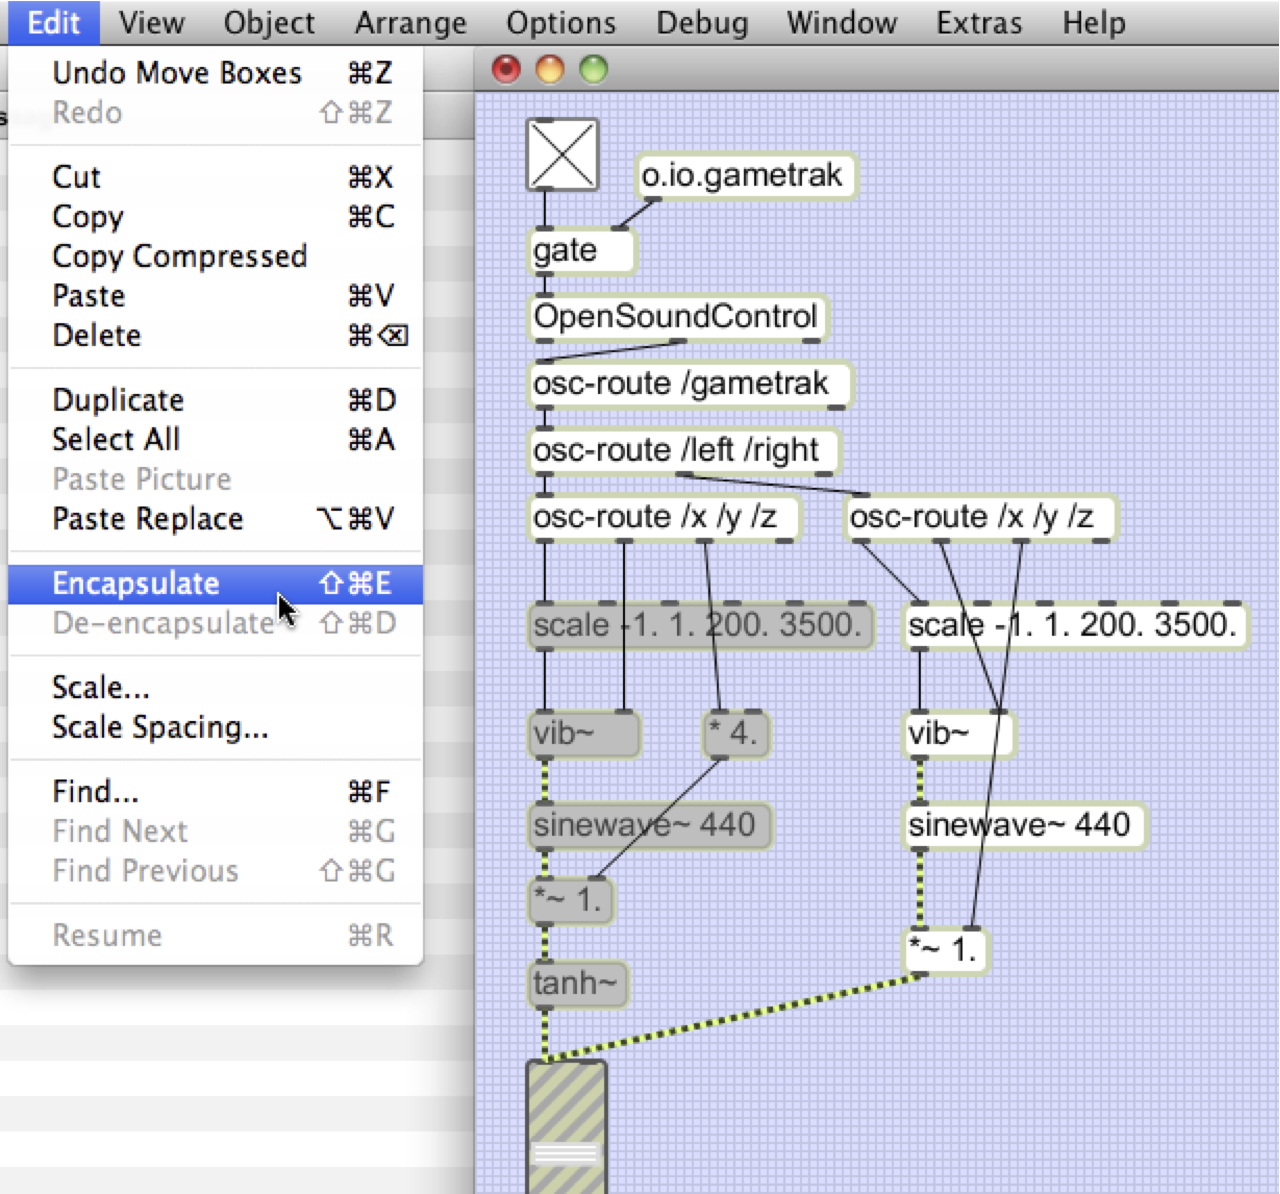 Edit View Object Arrange Options Debug Window Extras Help
Undo Move Boxes ⌘Z
Redo ⇧⌘Z
Cut ⌘X
Copy ⌘C
Copy Compressed
Paste ⌘V
Delete ⌘⌫
Duplicate ⌘D
Select All ⌘A
Paste Picture
Paste Replace ⌥⌘V
Encapsulate ⇧⌘E
De-encapsulate ⇧⌘D
Scale...
Scale Spacing...
Find... ⌘F
Find Next ⌘G
Find Previous ⇧⌘G
Resume ⌘R
o.io.gametrak
gate
OpenSoundControl
osc-route /gametrak
osc-route /left /right
osc-route /x /y /z osc-route /x /y /z
scale -1. 1. 200. 3500. scale -1. 1. 200. 3500.
vib~ * 4. vib~
sinewave~ 440 sinewave~ 440
*~ 1.
*~ 1.
tanh~